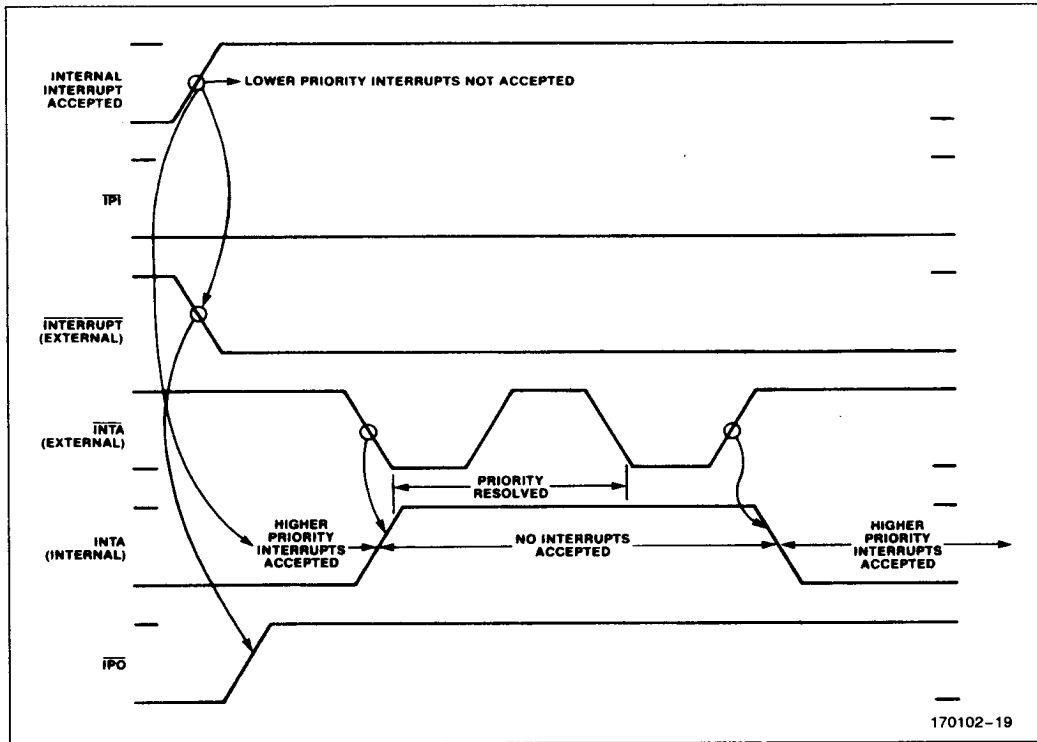 INTERNAL
INTERRUPT
ACCEPTED
LOWER PRIORITY INTERRUPTS NOT ACCEPTED
IPI
INTERRUPT
(EXTERNAL)
INTA
(EXTERNAL)
PRIORITY
RESOLVED
INTA
(INTERNAL)
HIGHER
PRIORITY
INTERRUPTS
ACCEPTED
NO INTERRUPTS
ACCEPTED
HIGHER
PRIORITY
INTERRUPTS
ACCEPTED
IPO
170102-19